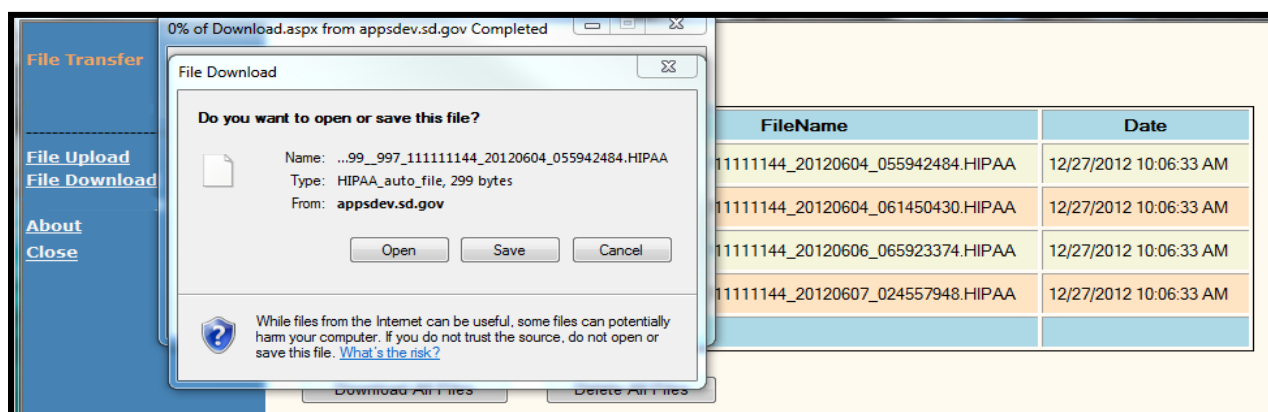 0% of Download.aspx from appsdev.sd.gov Completed
File Transfer
File Upload
File Download
About
Close
File Download
Do you want to open or save this file?
Name: ...99__997_111111144_20120604_055942484.HIPAA
Type: HIPAA_auto_file, 299 bytes
From: appsdev.sd.gov
Open Save Cancel
While files from the Internet can be useful, some files can potentially
harm your computer. If you do not trust the source, do not open or
save this file. What's the risk?
FileName Date
11111144_20120604_055942484.HIPAA 12/27/2012 10:06:33 AM
11111144_20120604_061450430.HIPAA 12/27/2012 10:06:33 AM
11111144_20120606_065923374.HIPAA 12/27/2012 10:06:33 AM
11111144_20120607_024557948.HIPAA 12/27/2012 10:06:33 AM
Download All Files Delete All Files